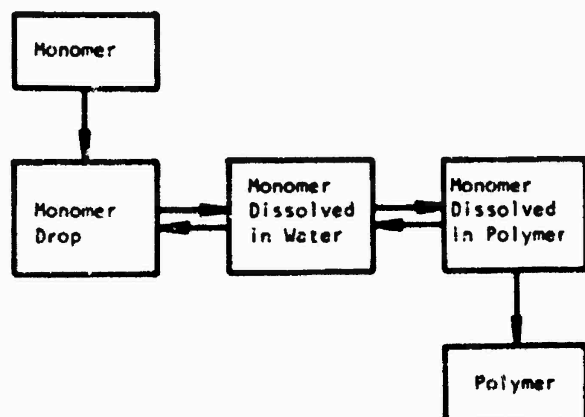 Monomer
Monomer
Drop
Monomer
Dissolved
in Water
Monomer
Dissolved
in Polymer
Polymer